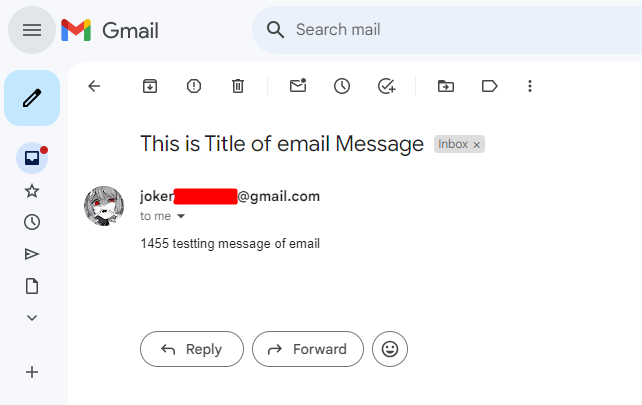 Gmail
Search mail
This is Title of email Message Inbox ×
joker @gmail.com
to me
1455 testting message of email
Reply Forward